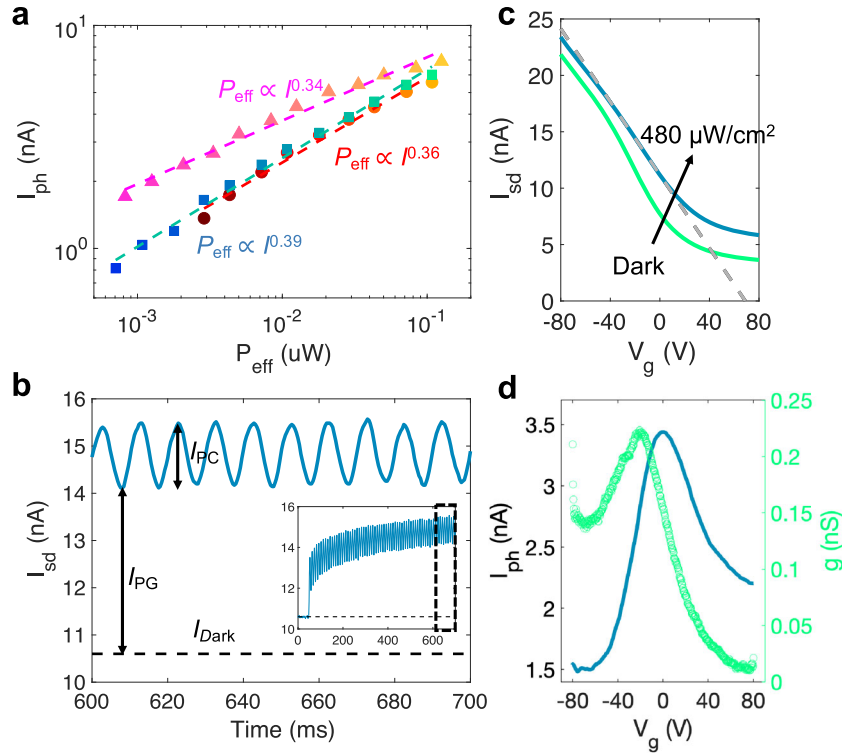 a
10¹
10⁰
I_ph (nA)
P_eff ∝ I^0.34
P_eff ∝ I^0.36
P_eff ∝ I^0.39
10⁻³ 10⁻² 10⁻¹
P_eff (uW)
c
25
20
15
10
5
0
I_sd (nA)
480 μW/cm²
Dark
-80 -40 0 40 80
V_g (V)
b
16
15
14
13
12
11
10
I_sd (nA)
I_PC
I_PG
I_Dark
16
14
12
10
0 200 400 600
600 620 640 660 680 700
Time (ms)
d
3.5
3
2.5
2
1.5
I_ph (nA)
0.25
0.2
0.15
0.1
0.05
0
g (nS)
-80 -40 0 40 80
V_g (V)